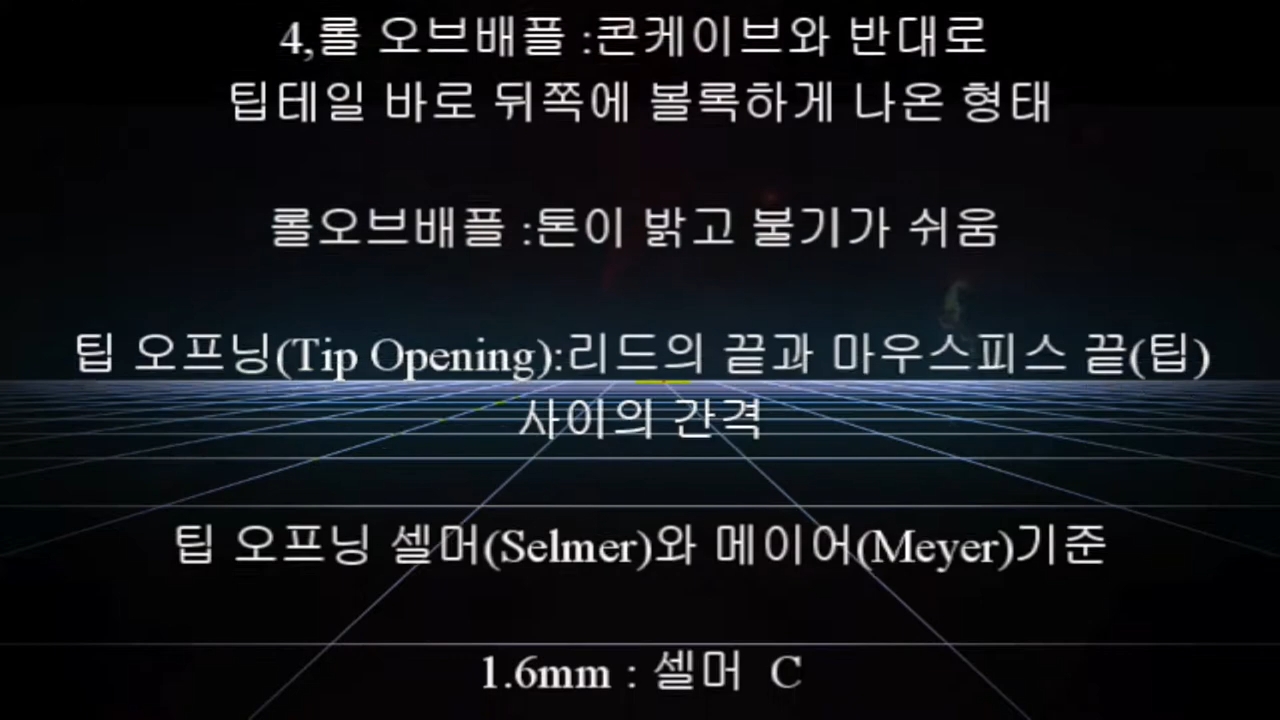 4,롤 오브배플 :콘케이브와 반대로
팁테일 바로 뒤쪽에 볼록하게 나온 형태
롤오브배플 :톤이 밝고 불기가 쉬움
팁 오프닝(Tip Opening):리드의 끝과 마우스피스 끝(팁)
사이의 간격
팁 오프닝 셀머(Selmer)와 메이어(Meyer)기준
1.6mm : 셀머 C